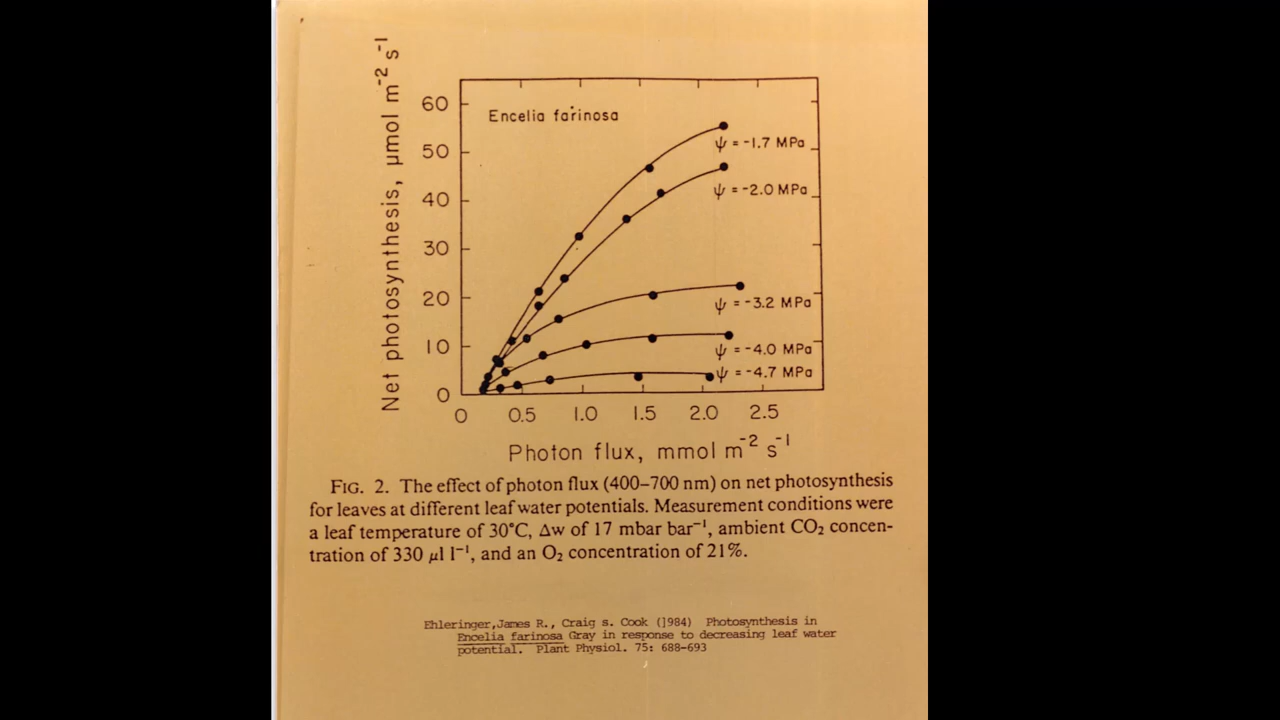 Net photosynthesis, µmol m⁻² s⁻¹
60
50
40
30
20
10
0
Encelia farinosa
ψ = -1.7 MPa
ψ = -2.0 MPa
ψ = -3.2 MPa
ψ = -4.0 MPa
ψ = -4.7 MPa
0 0.5 1.0 1.5 2.0 2.5
Photon flux, mmol m⁻² s⁻¹
FIG. 2. The effect of photon flux (400–700 nm) on net photosynthesis
for leaves at different leaf water potentials. Measurement conditions were
a leaf temperature of 30°C, Δw of 17 mbar bar⁻¹, ambient CO₂ concen-
tration of 330 µl l⁻¹, and an O₂ concentration of 21%.
Ehleringer,James R., Craig s. Cook (]984) Photosynthesis in
Encelia farinosa Gray in response to decreasing leaf water
potential. Plant Physiol. 75: 688-693